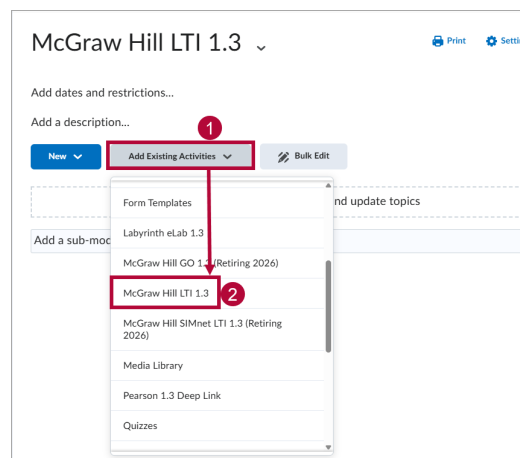 McGraw Hill LTI 1.3
Print
Add dates and restrictions...
Add a description...
1
New
Add Existing Activities
Bulk Edit
Form Templates
nd update topics
Labyrinth eLab 1.3
Add a sub-mod
McGraw Hill GO 1.3 (Retiring 2026)
McGraw Hill LTI 1.3
2
McGraw Hill SIMnet LTI 1.3 (Retiring
2026)
Media Library
Pearson 1.3 Deep Link
Quizzes